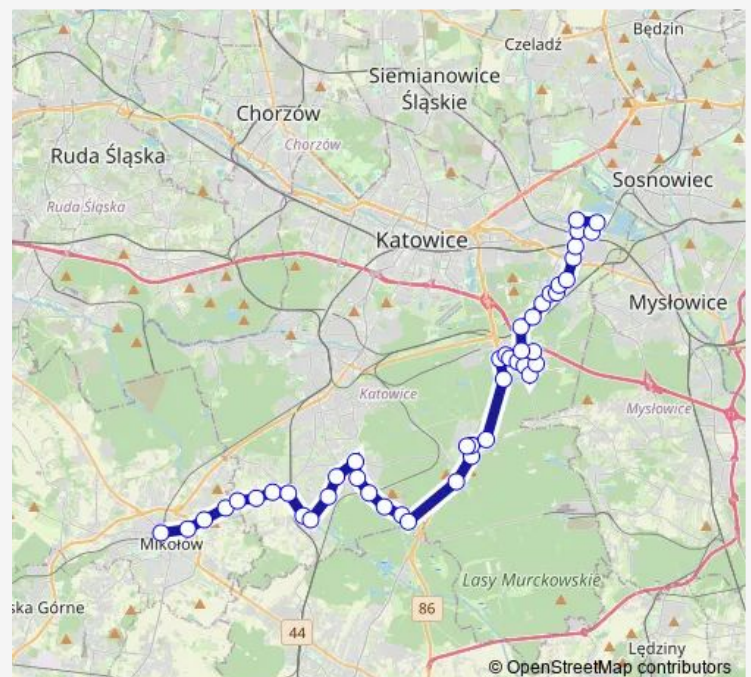 Będzin
Czeladź
Siemianowice
Śląskie
Chorzów
Chorzów
Ruda Śląska
Sosnowiec
Ruda Śląska
Katowice
Mysłowice
Katowice
Mysłowice
Mikołów
Lasy Murckowskie
ska Górne
86
44
Lędziny
© OpenStreetMap contributors